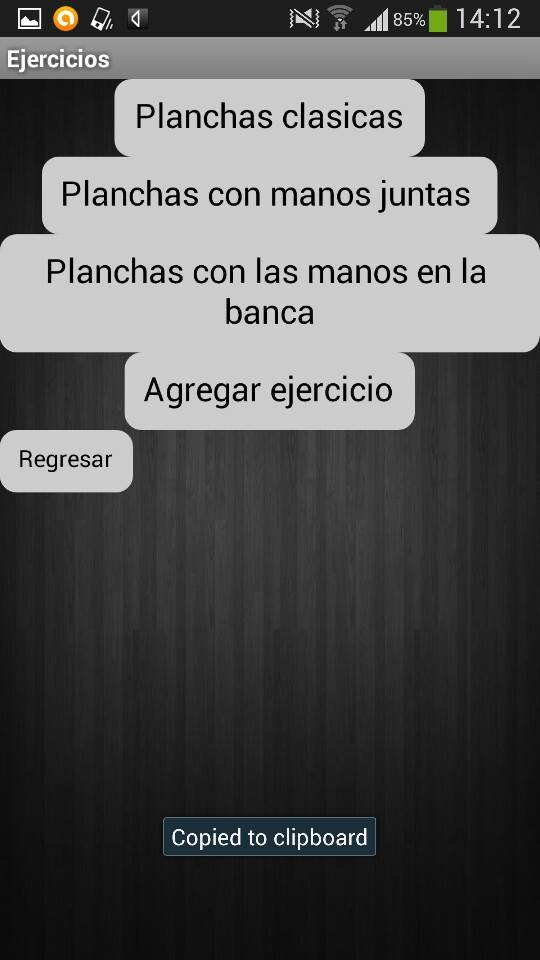 85% 14:12
Ejercicios
Planchas clasicas
Planchas con manos juntas
Planchas con las manos en la
banca
Agregar ejercicio
Regresar
Copied to clipboard